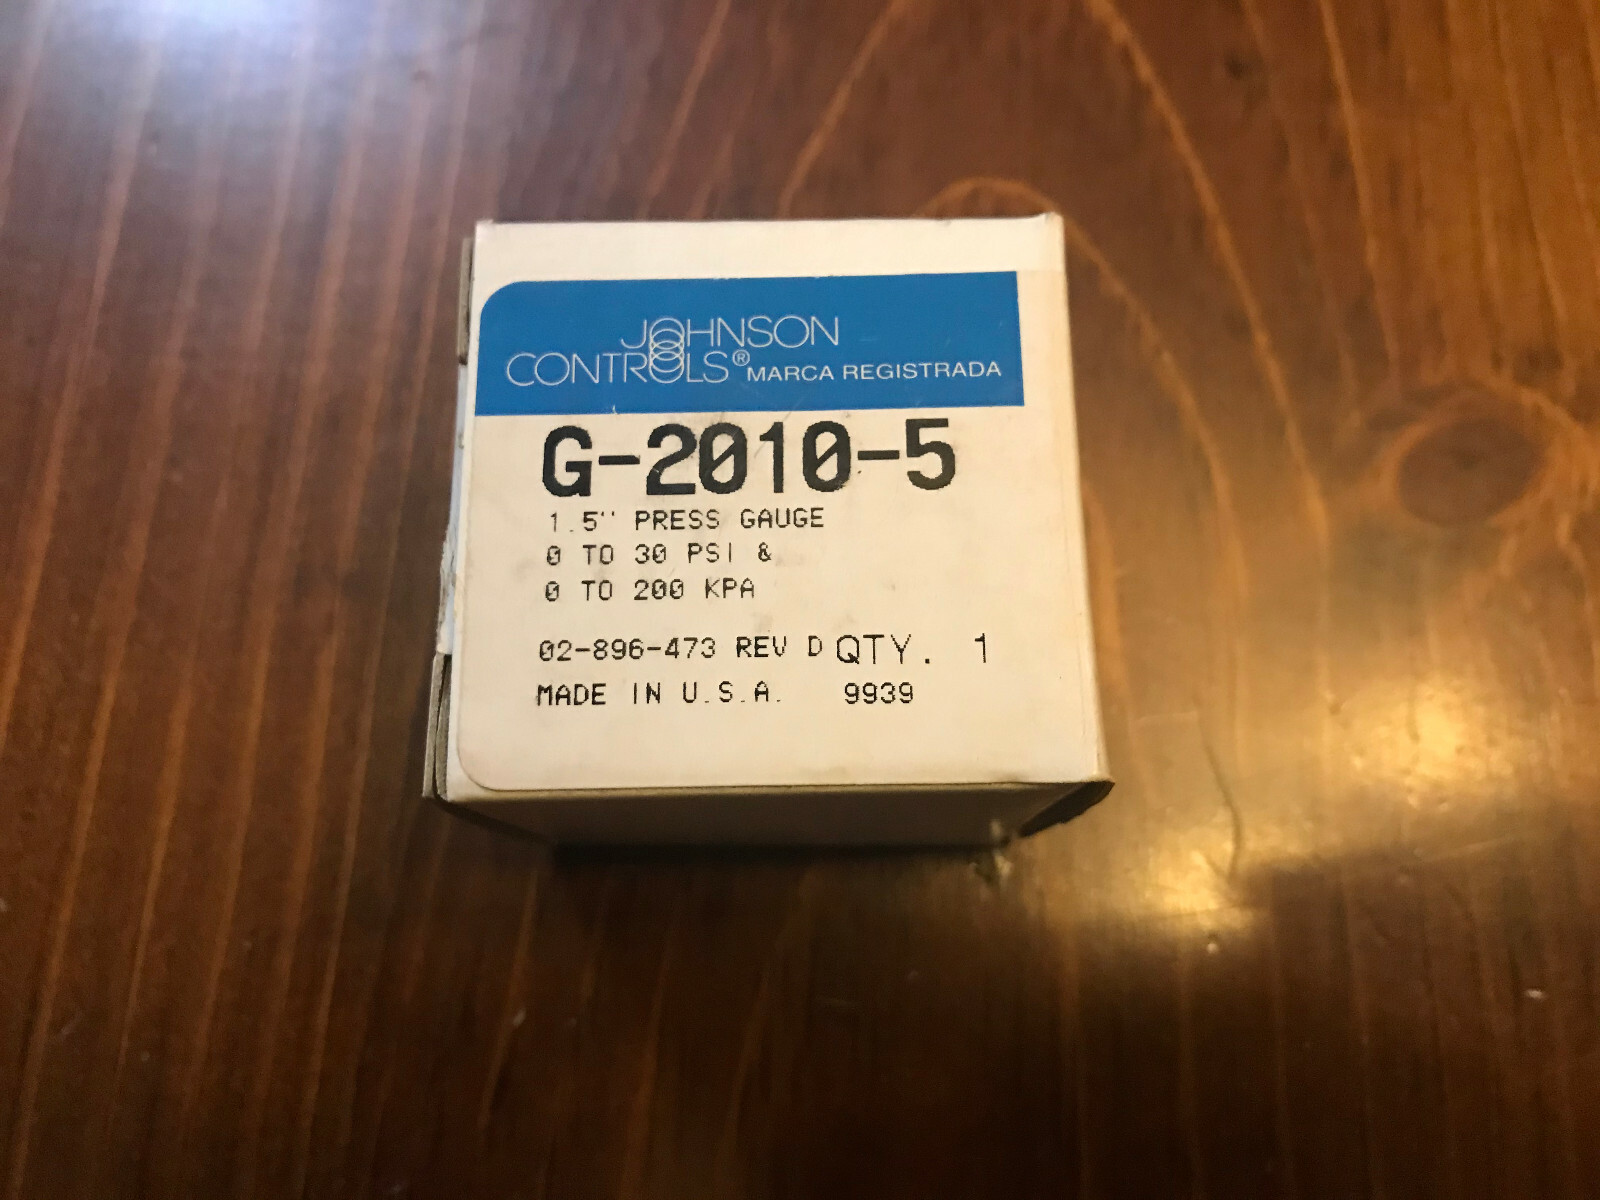 JOHNSON
CONTROLS® MARCA REGISTRADA
G-2010-5
1.5" PRESS GAUGE
0 TO 30 PSI &
0 TO 200 KPA
02-896-473 REV D QTY. 1
MADE IN U.S.A. 9939